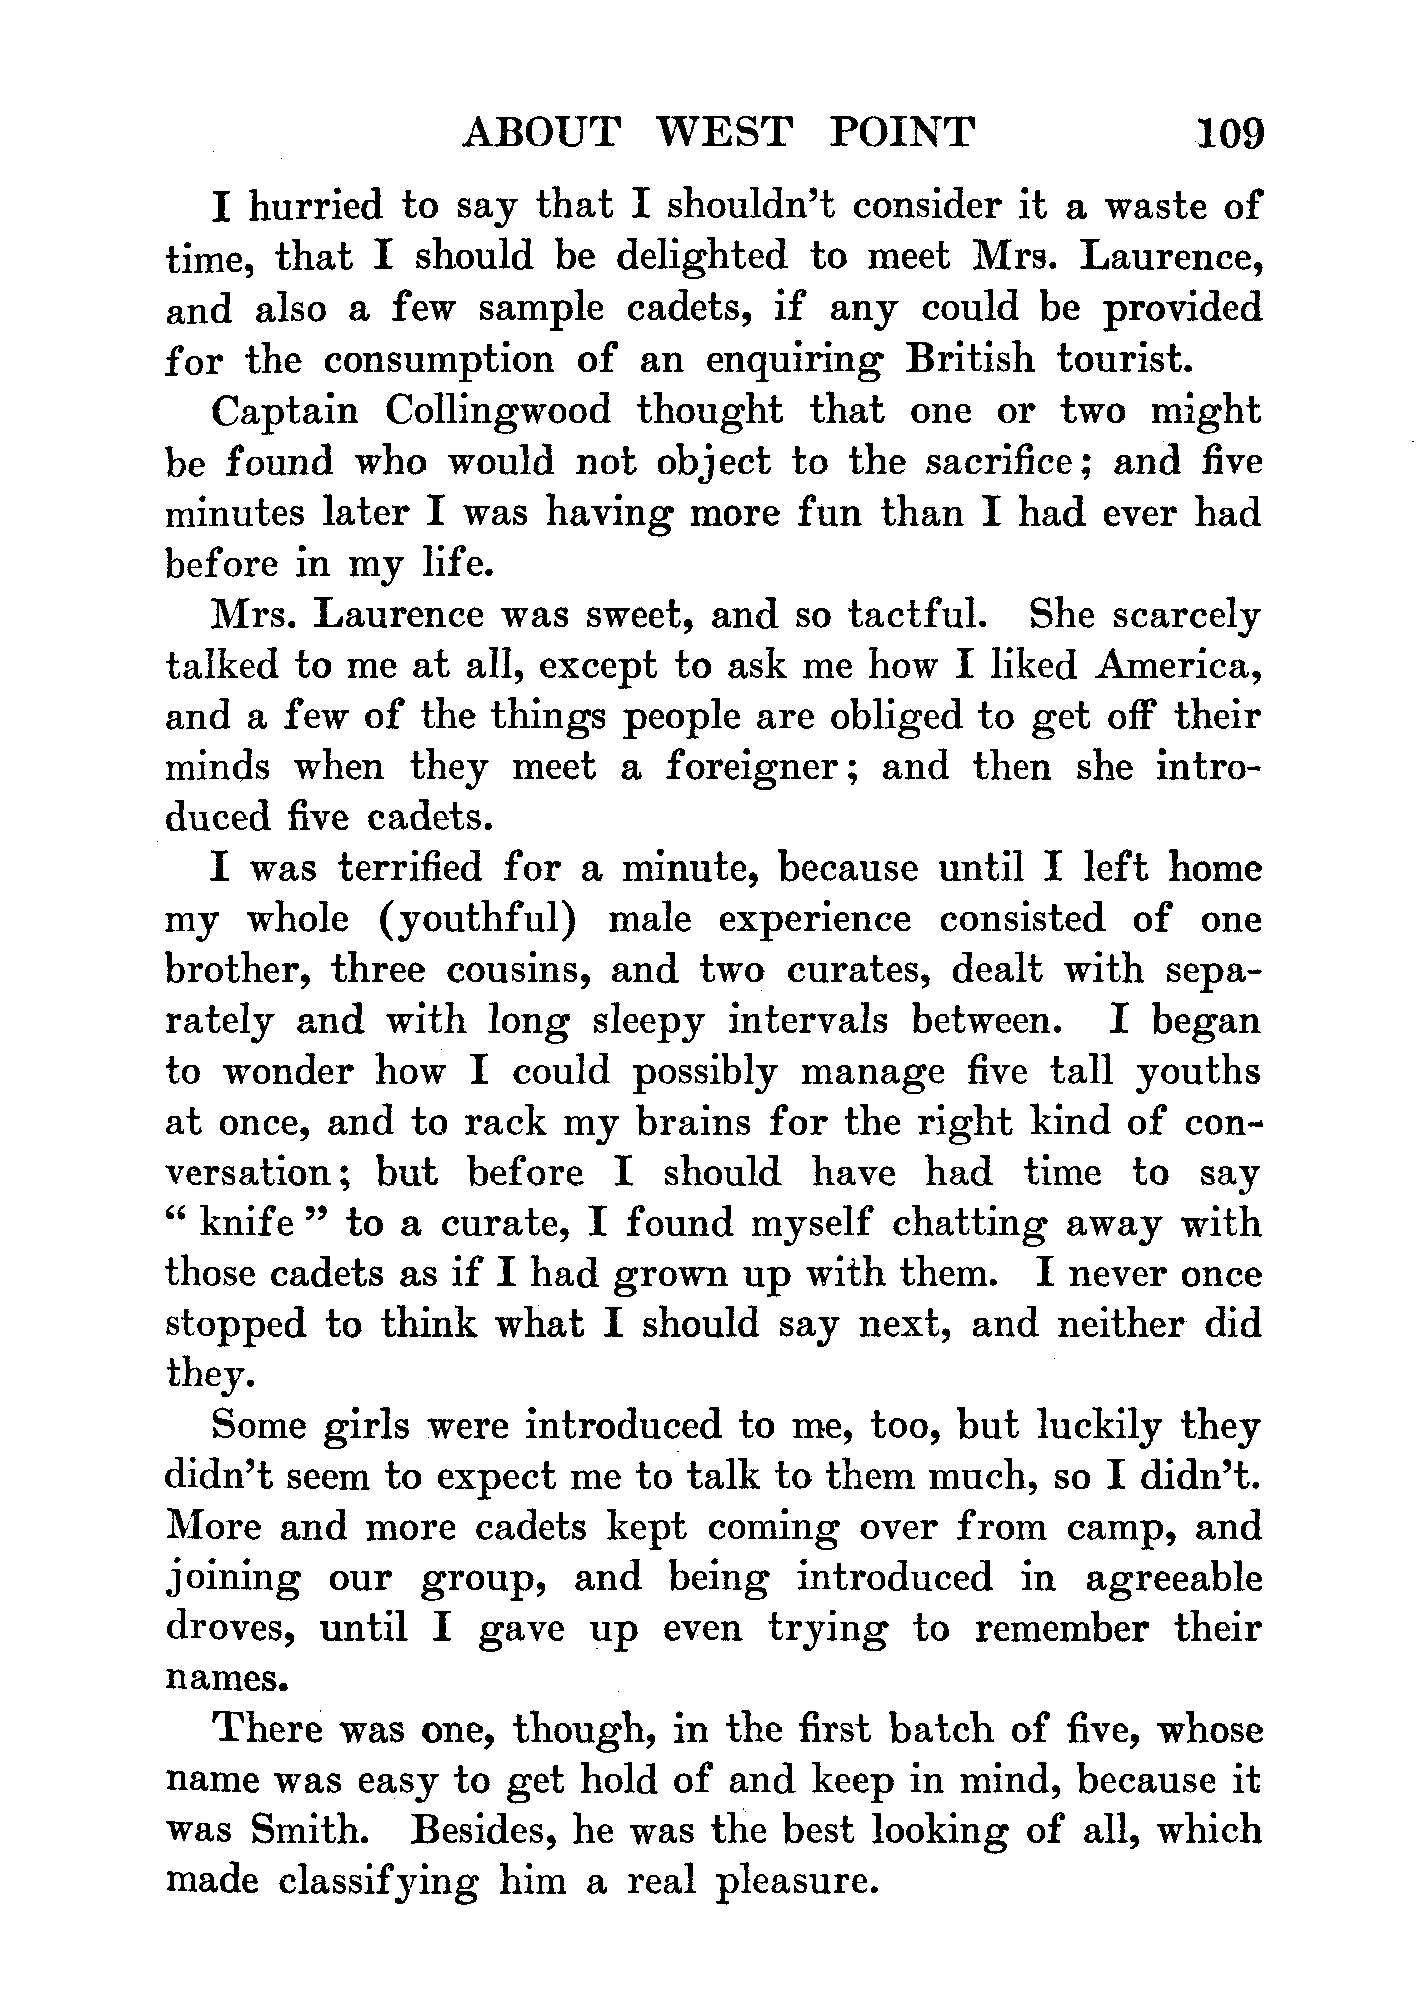 ABOUT WEST POINT 109
I hurried to say that I shouldn't consider it a waste of
time, that I should be delighted to meet Mrs. Laurence,
and also a few sample cadets, if any could be provided
for the consumption of an enquiring British tourist.
Captain Collingwood thought that one or two might
be found who would not object to the sacrifice; and five
minutes later I was having more fun than I had ever had
before in my life.
Mrs. Laurence was sweet, and so tactful. She scarcely
talked to me at all, except to ask me how I liked America,
and a few of the things people are obliged to get off their
minds when they meet a foreigner; and then she intro-
duced five cadets.
I was terrified for a minute, because until I left home
my whole (youthful) male experience consisted of one
brother, three cousins, and two curates, dealt with sepa-
rately and with long sleepy intervals between. I began
to wonder how I could possibly manage five tall youths
at once, and to rack my brains for the right kind of con-
versation; but before I should have had time to say
“ knife ” to a curate, I found myself chatting away with
those cadets as if I had grown up with them. I never once
stopped to think what I should say next, and neither did
they.
Some girls were introduced to me, too, but luckily they
didn't seem to expect me to talk to them much, so I didn't.
More and more cadets kept coming over from camp, and
joining our group, and being introduced in agreeable
droves, until I gave up even trying to remember their
names.
There was one, though, in the first batch of five, whose
name was easy to get hold of and keep in mind, because it
was Smith. Besides, he was the best looking of all, which
made classifying him a real pleasure.